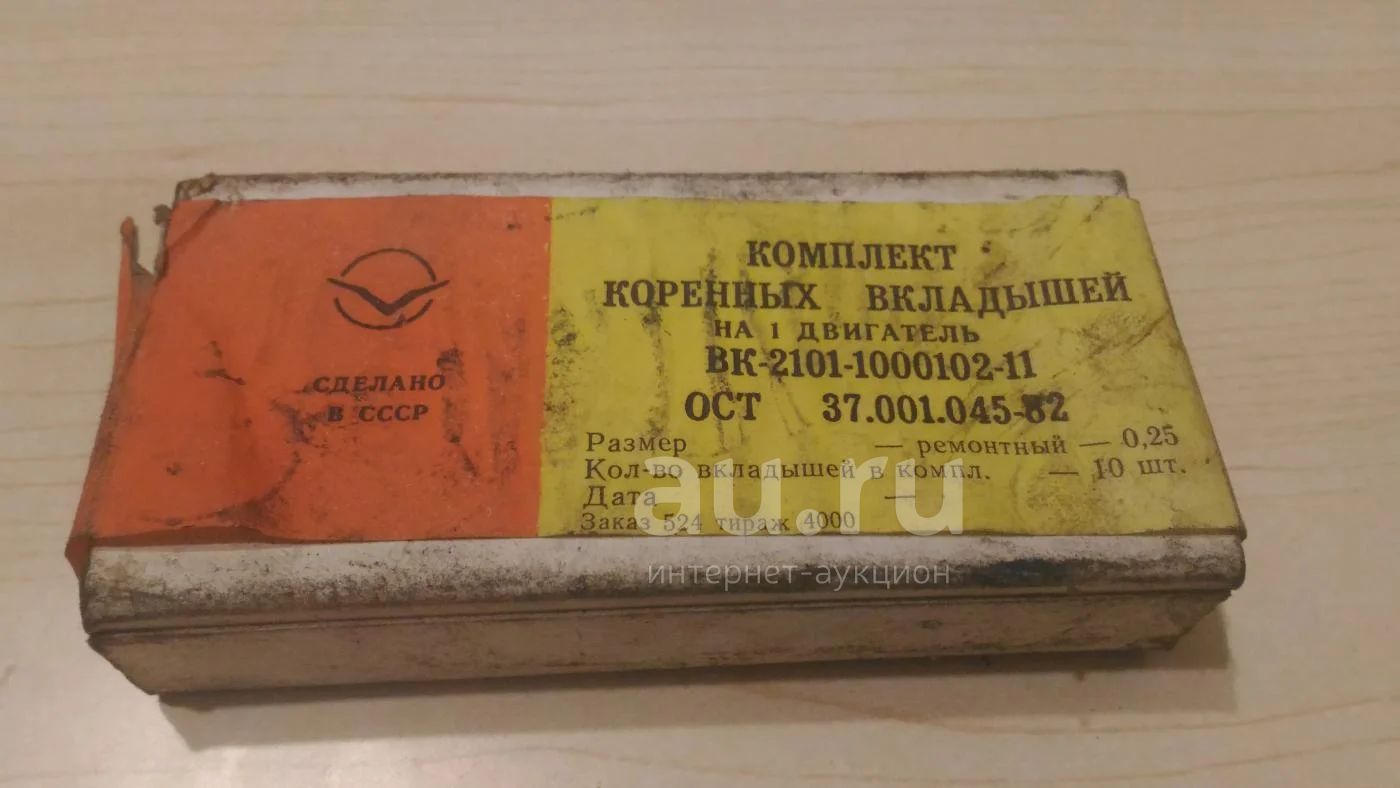 СДЕЛАНО
В СССР
КОМПЛЕКТ
КОРЕННЫХ ВКЛАДЫШЕЙ
НА 1 ДВИГАТЕЛЬ
ВК-2101-1000102-11
ОСТ 37.001.045-82
Размер — ремонтный — 0,25
Кол-во вкладышей в компл. — 10 шт.
Дата —
Заказ 524 тираж 4000
au.ru
интернет-аукцион